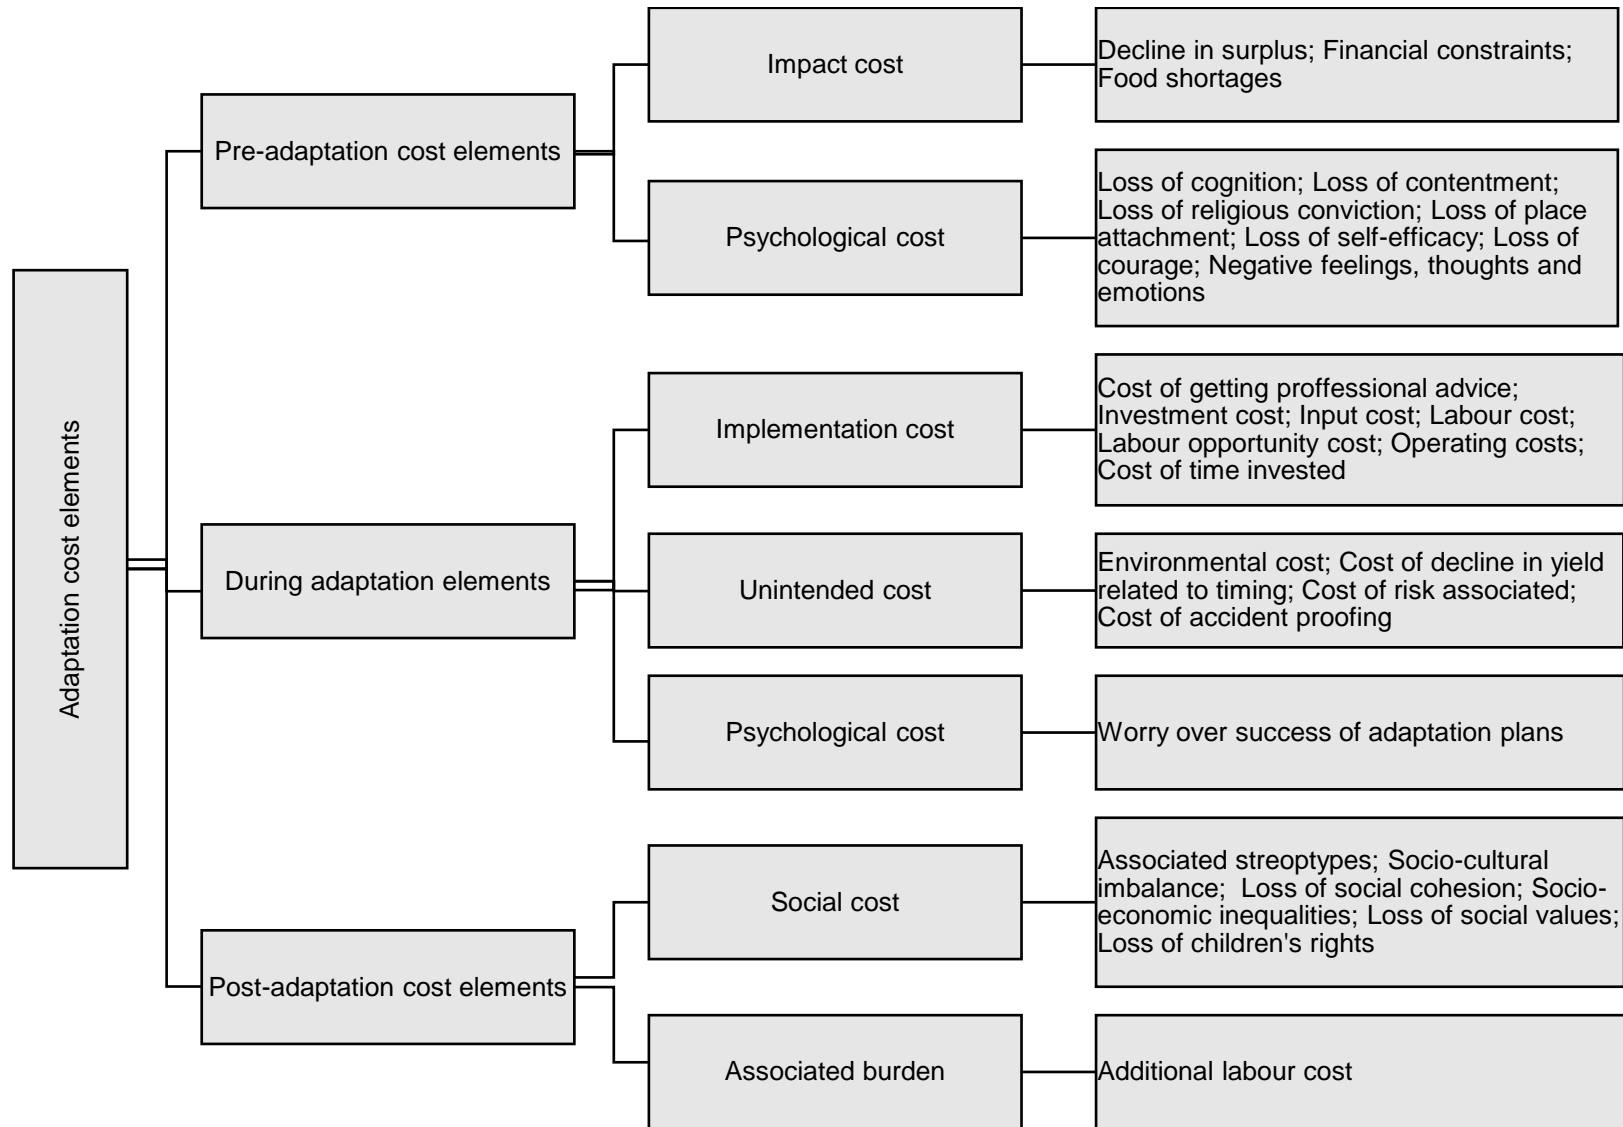 Adaptation cost elements
Pre-adaptation cost elements
Impact cost
Decline in surplus; Financial constraints;
Food shortages
Psychological cost
Loss of cognition; Loss of contentment;
Loss of religious conviction; Loss of place
attachment; Loss of self-efficacy; Loss of
courage; Negative feelings, thoughts and
emotions
During adaptation elements
Implementation cost
Cost of getting proffessional advice;
Investment cost; Input cost; Labour cost;
Labour opportunity cost; Operating costs;
Cost of time invested
Unintended cost
Environmental cost; Cost of decline in yield
related to timing; Cost of risk associated;
Cost of accident proofing
Psychological cost
Worry over success of adaptation plans
Post-adaptation cost elements
Social cost
Associated streoptypes; Socio-cultural
imbalance;  Loss of social cohesion; Socio-
economic inequalities; Loss of social values;
Loss of children's rights
Associated burden
Additional labour cost